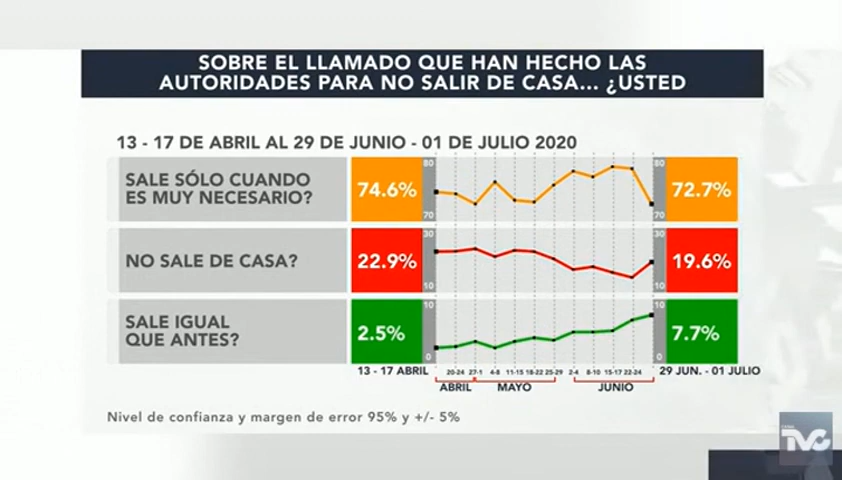 SOBRE EL LLAMADO QUE HAN HECHO LAS
AUTORIDADES PARA NO SALIR DE CASA... ¿USTED
13 - 17 DE ABRIL AL 29 DE JUNIO - 01 DE JULIO 2020
SALE SÓLO CUANDO
ES MUY NECESARIO?
74.6%
80
70
80
70
72.7%
NO SALE DE CASA?
22.9%
30
10
30
10
19.6%
SALE IGUAL
QUE ANTES?
2.5%
10
0
10
0
7.7%
13 - 17 ABRIL
20-24 27-1 4-8 11-15 18-22 25-29 2-4 8-10 15-17 22-24
29 JUN. - 01 JULIO
ABRIL MAYO JUNIO
Nivel de confianza y margen de error 95% y +/- 5%
TVC